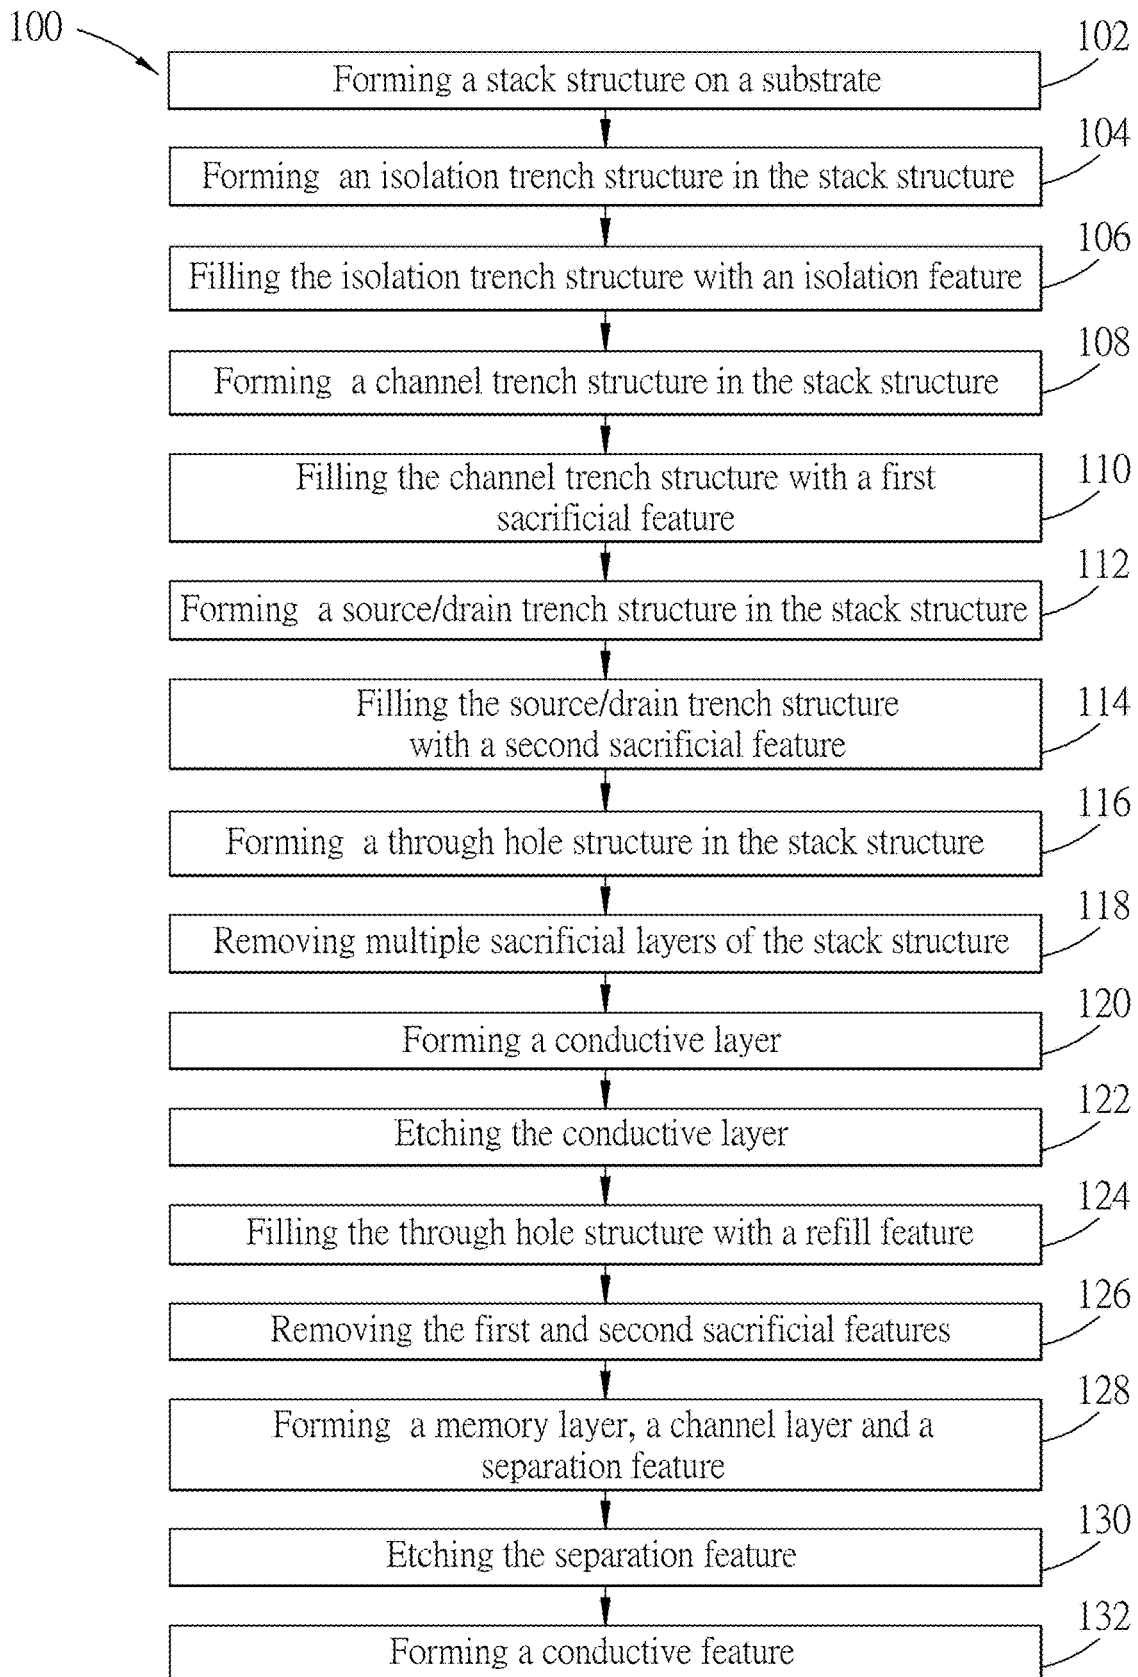 100
102
Forming a stack structure on a substrate
104
Forming an isolation trench structure in the stack structure
106
Filling the isolation trench structure with an isolation feature
108
Forming a channel trench structure in the stack structure
110
Filling the channel trench structure with a first
sacrificial feature
112
Forming a source/drain trench structure in the stack structure
114
Filling the source/drain trench structure
with a second sacrificial feature
116
Forming a through hole structure in the stack structure
118
Removing multiple sacrificial layers of the stack structure
120
Forming a conductive layer
122
Etching the conductive layer
124
Filling the through hole structure with a refill feature
126
Removing the first and second sacrificial features
128
Forming a memory layer, a channel layer and a
separation feature
130
Etching the separation feature
132
Forming a conductive feature